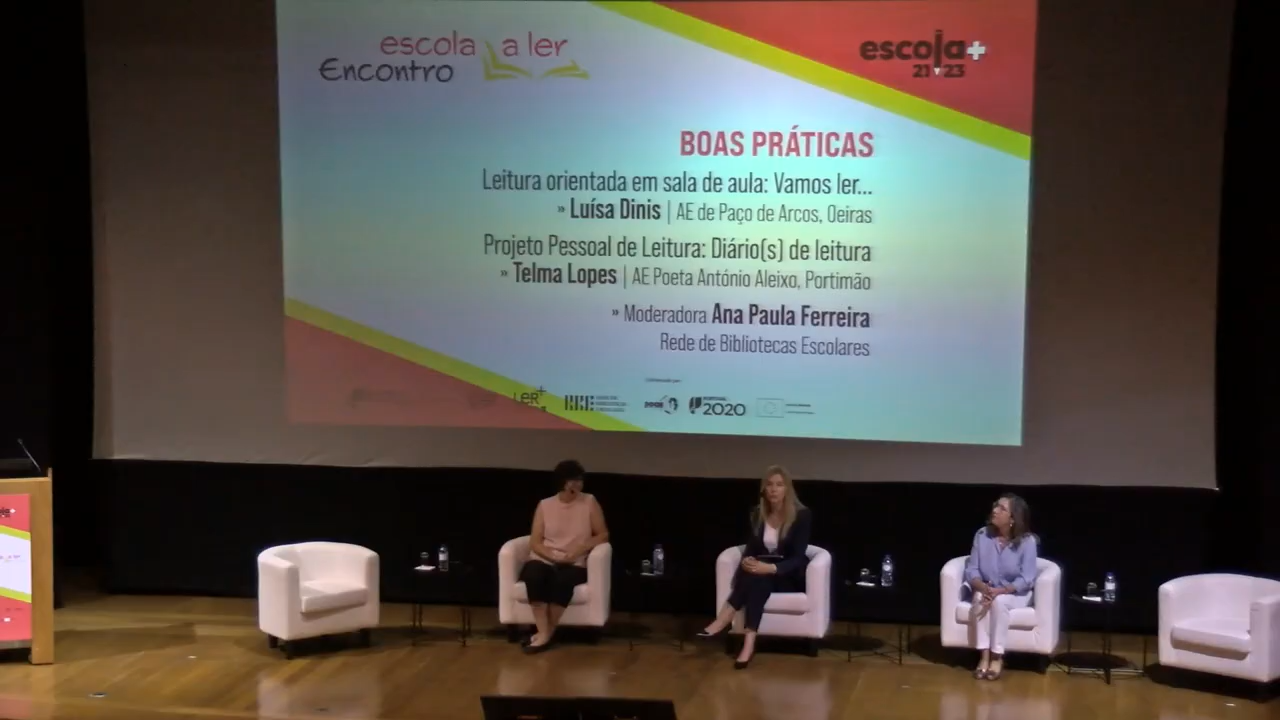 escola a ler
Encontro
escola+
21 23
BOAS PRÁTICAS
Leitura orientada em sala de aula: Vamos ler...
» Luísa Dinis | AE de Paço de Arcos, Oeiras
Projeto Pessoal de Leitura: Diário(s) de leitura
» Telma Lopes | AE Poeta António Aleixo, Portimão
» Moderadora Ana Paula Ferreira
Rede de Bibliotecas Escolares
LER+
2020